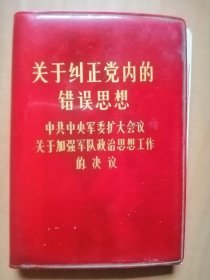 关于纠正党内的
错误思想
中共中央军委扩大会议
关于加强军队政治思想工作
的决议